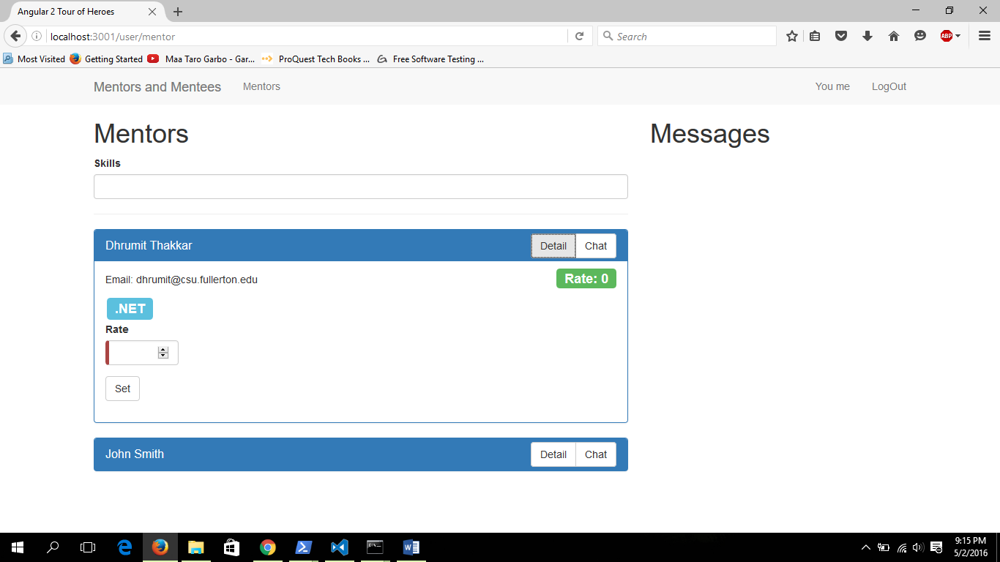 Angular 2 Tour of Heroes
localhost:3001/user/mentor
Search
ABP
Most Visited Getting Started Maa Taro Garbo - Gar... ProQuest Tech Books ... Free Software Testing ...
Mentors and Mentees Mentors You me LogOut
Mentors
Messages
Skills
Dhrumit Thakkar Detail Chat
Email: dhrumit@csu.fullerton.edu Rate: 0
.NET
Rate
Set
John Smith Detail Chat
9:15 PM
5/2/2016